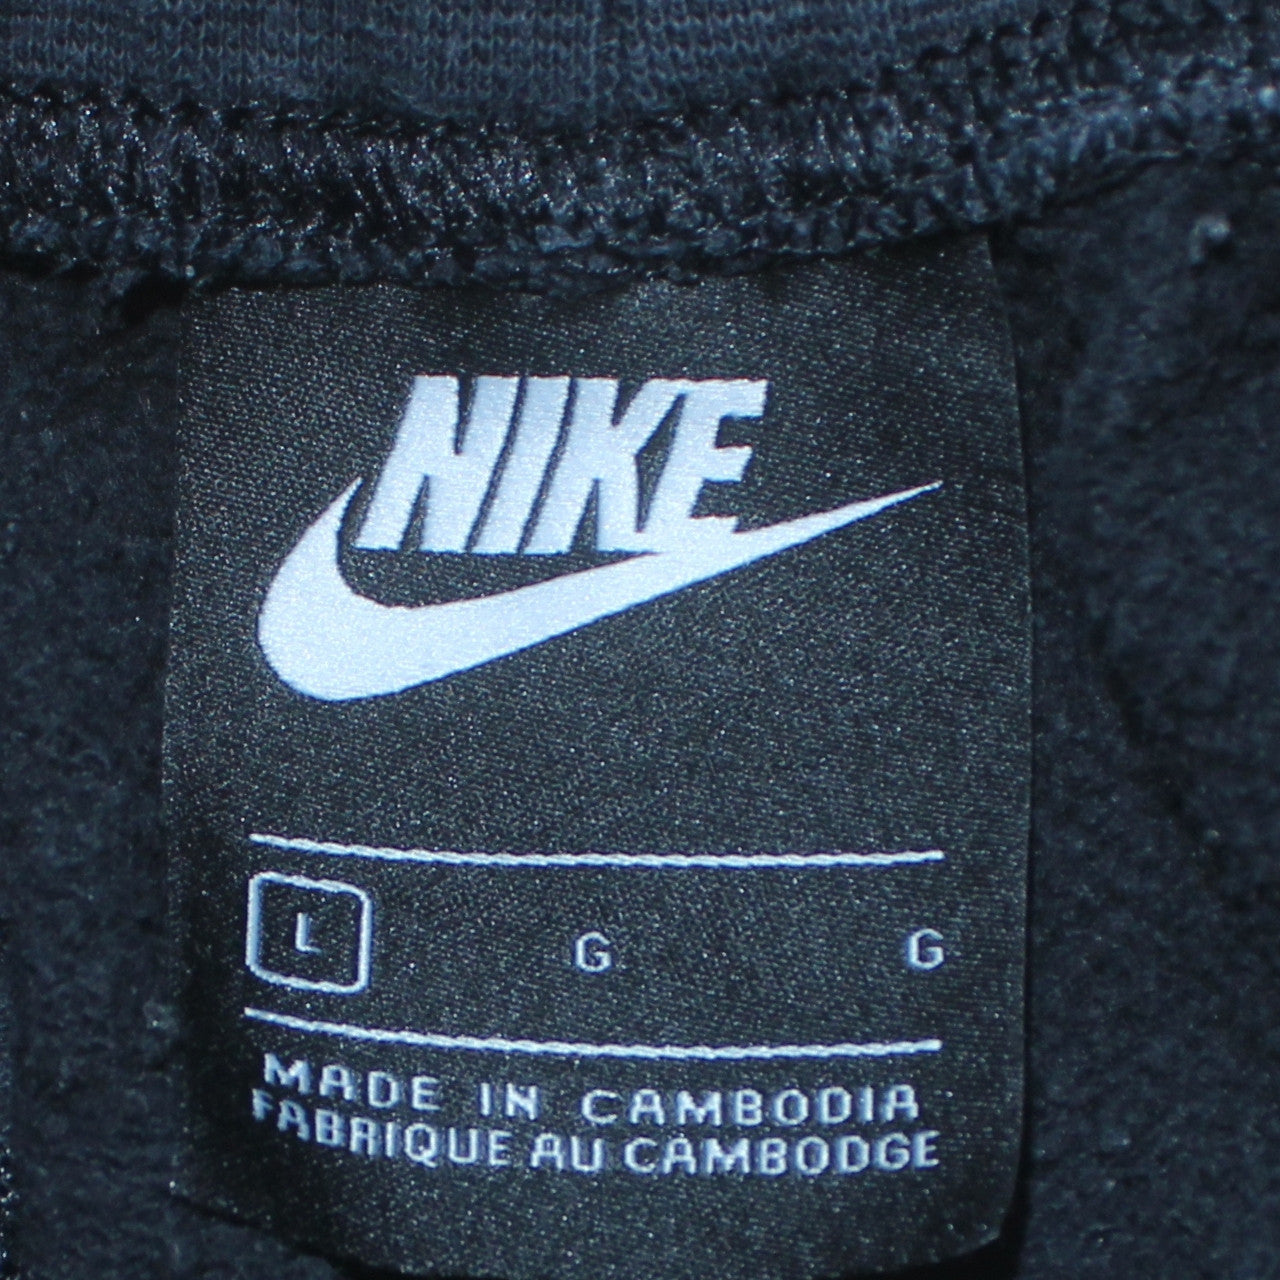 NIKE
L G G
MADE IN CAMBODIA
FABRIQUE AU CAMBODGE